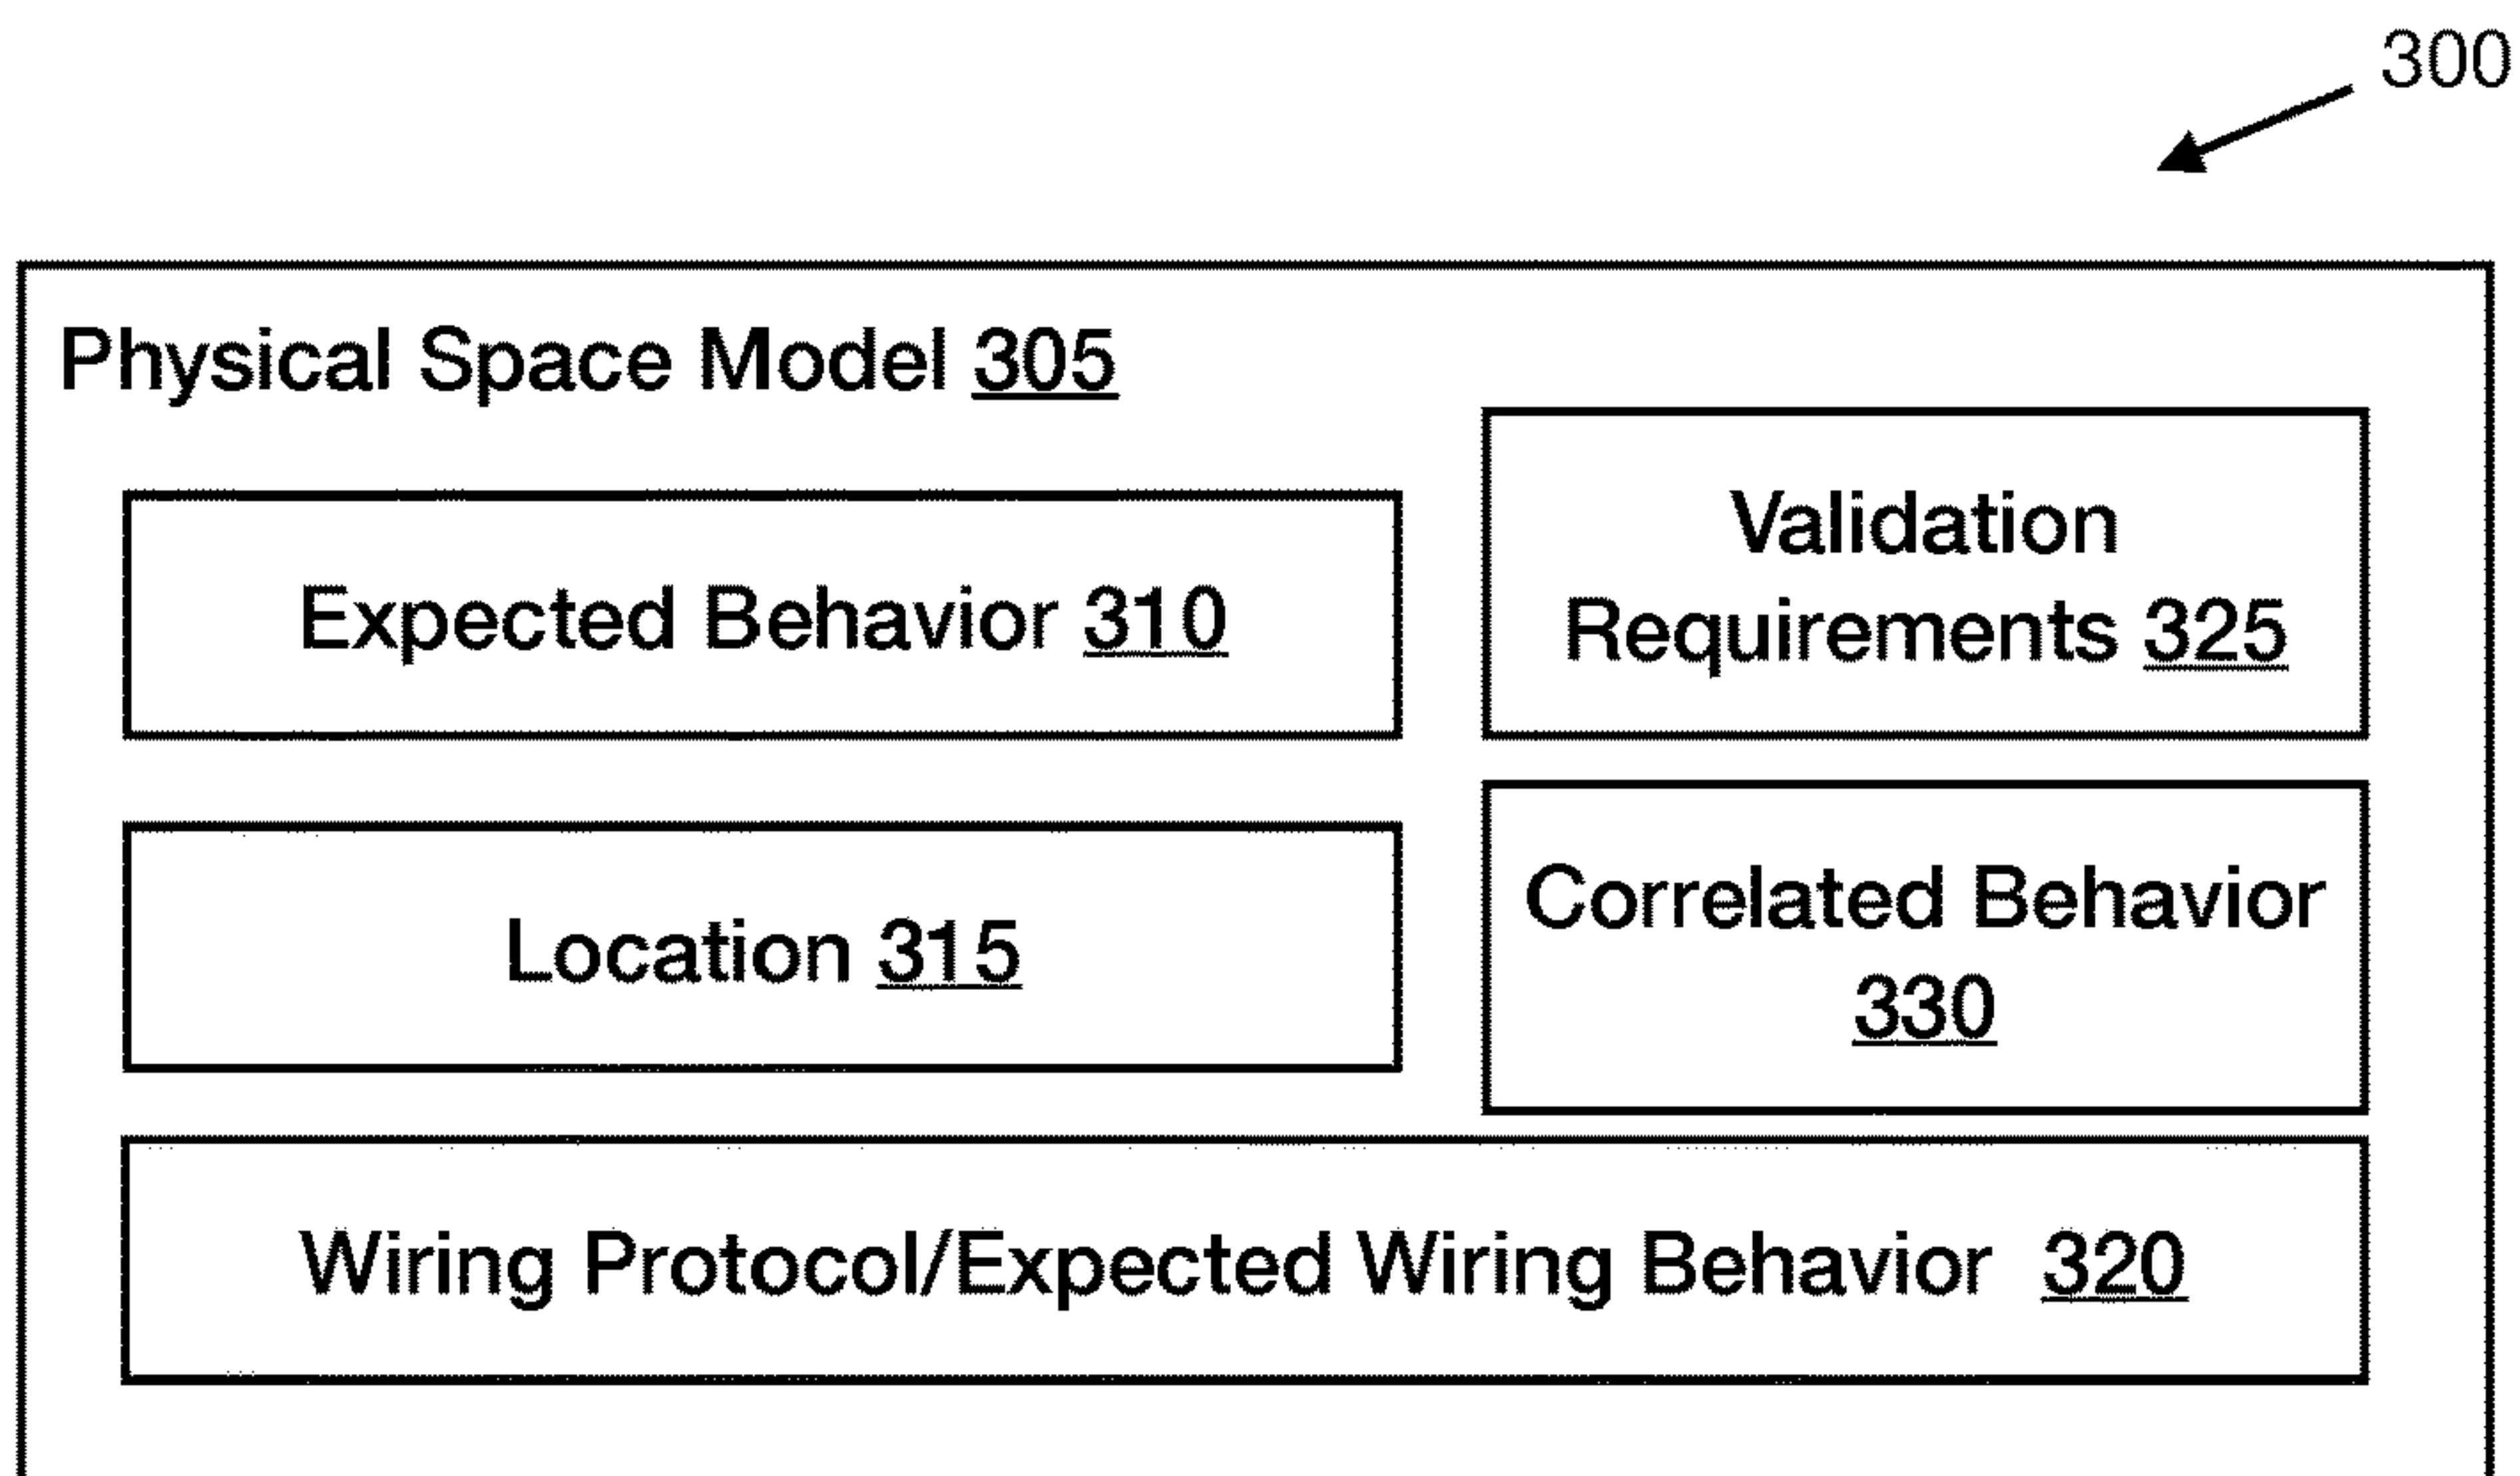 300
Physical Space Model 305
Expected Behavior 310
Validation
Requirements 325
Location 315
Correlated Behavior
330
Wiring Protocol/Expected Wiring Behavior 320